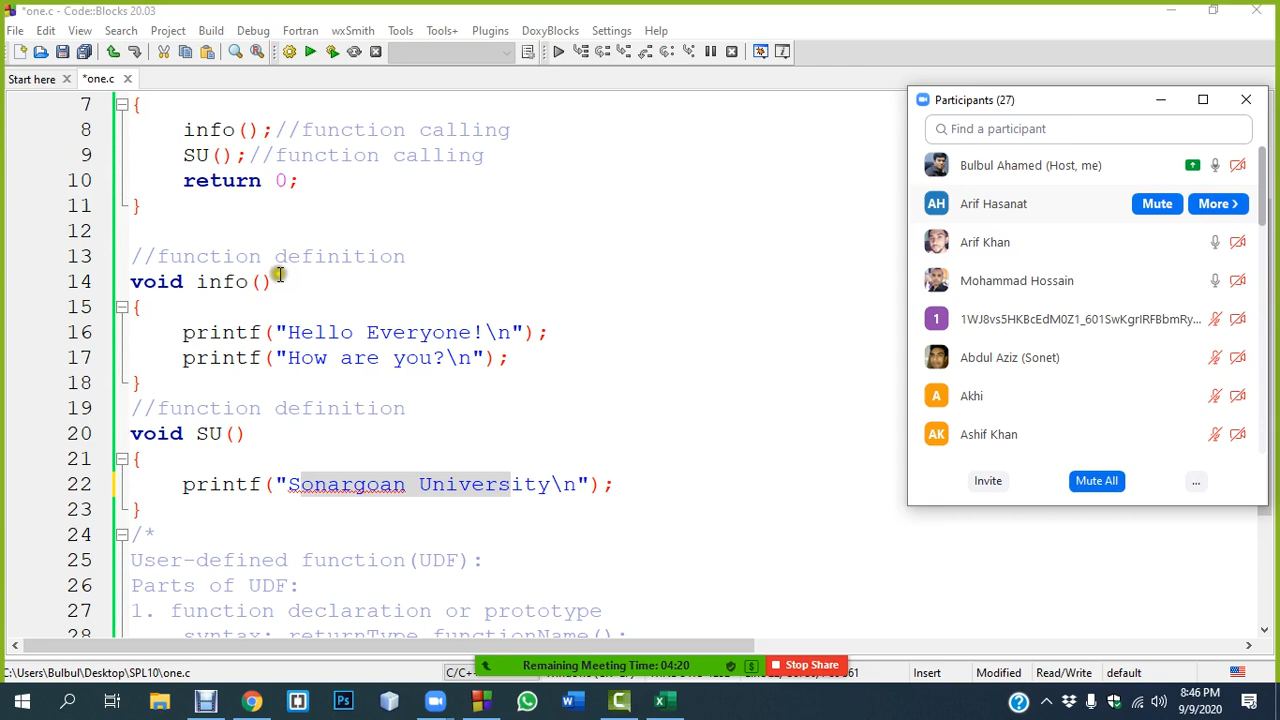 *one.c - Code::Blocks 20.03
File Edit View Search Project Build Debug Fortran wxSmith Tools Tools+ Plugins DoxyBlocks Settings Help
Start here *one.c
7 {
8 info();//function calling
9 SU();//function calling
10 return 0;
11 }
12
13 //function definition
14 void info()
15 {
16 printf("Hello Everyone!\n");
17 printf("How are you?\n");
18 }
19 //function definition
20 void SU()
21 {
22 printf("Sonargoan University\n");
23 }
24 /*
25 User-defined function(UDF):
26 Parts of UDF:
27 1. function declaration or prototype
28 syntax: returnType functionName();
Participants (27)
Find a participant
Bulbul Ahamed (Host, me)
AH Arif Hasanat Mute More
Arif Khan
Mohammad Hossain
1 1WJ8vs5HKBcEdM0Z1_601SwKgrIRFBbmRy...
Abdul Aziz (Sonet)
A Akhi
AK Ashif Khan
Invite Mute All ...
Remaining Meeting Time: 04:20 Stop Share
C:\Users\Bulbul\Desktop\SPL10\one.c C/C++ Insert Modified Read/Write default
8:46 PM
9/9/2020